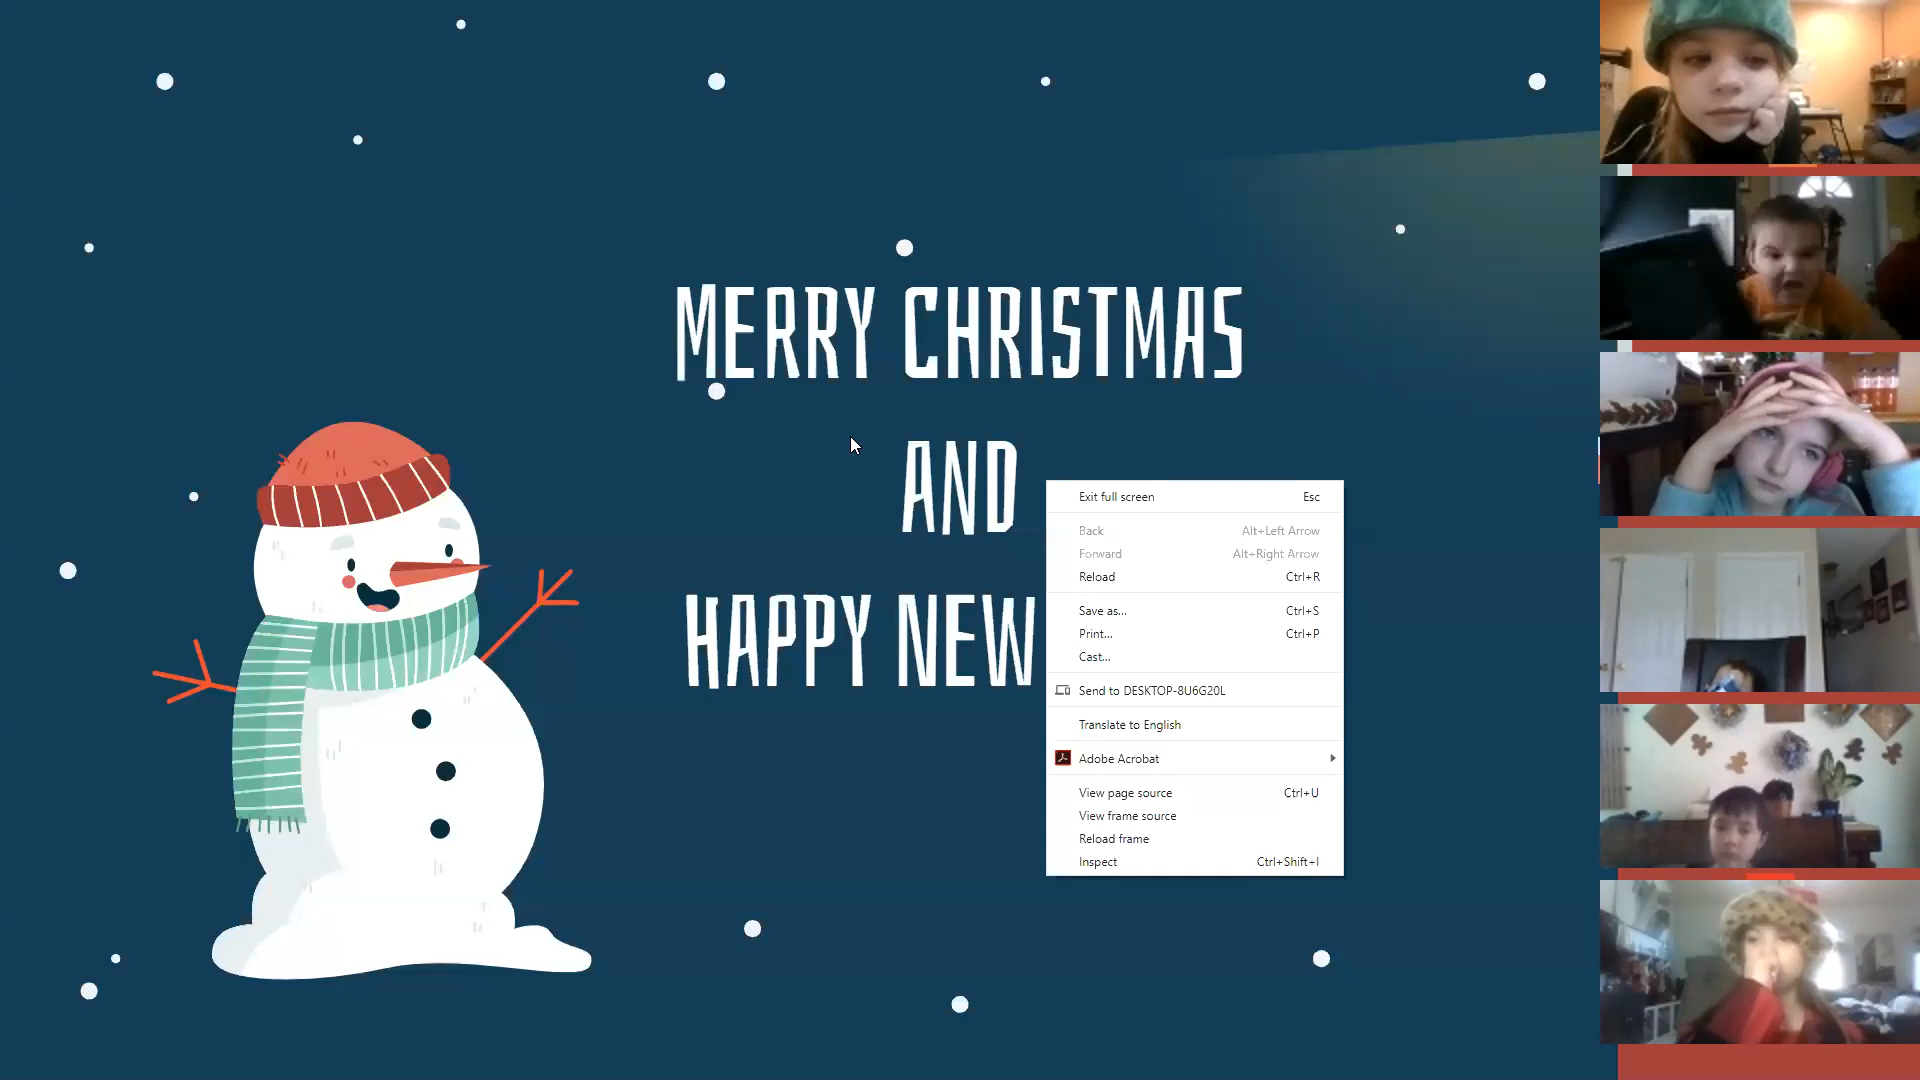 MERRY CHRISTMAS
AND
HAPPY NEW
Exit full screen Esc
Back Alt+Left Arrow
Forward Alt+Right Arrow
Reload Ctrl+R
Save as... Ctrl+S
Print... Ctrl+P
Cast...
Send to DESKTOP-8U6G20L
Translate to English
Adobe Acrobat
View page source Ctrl+U
View frame source
Reload frame
Inspect Ctrl+Shift+I